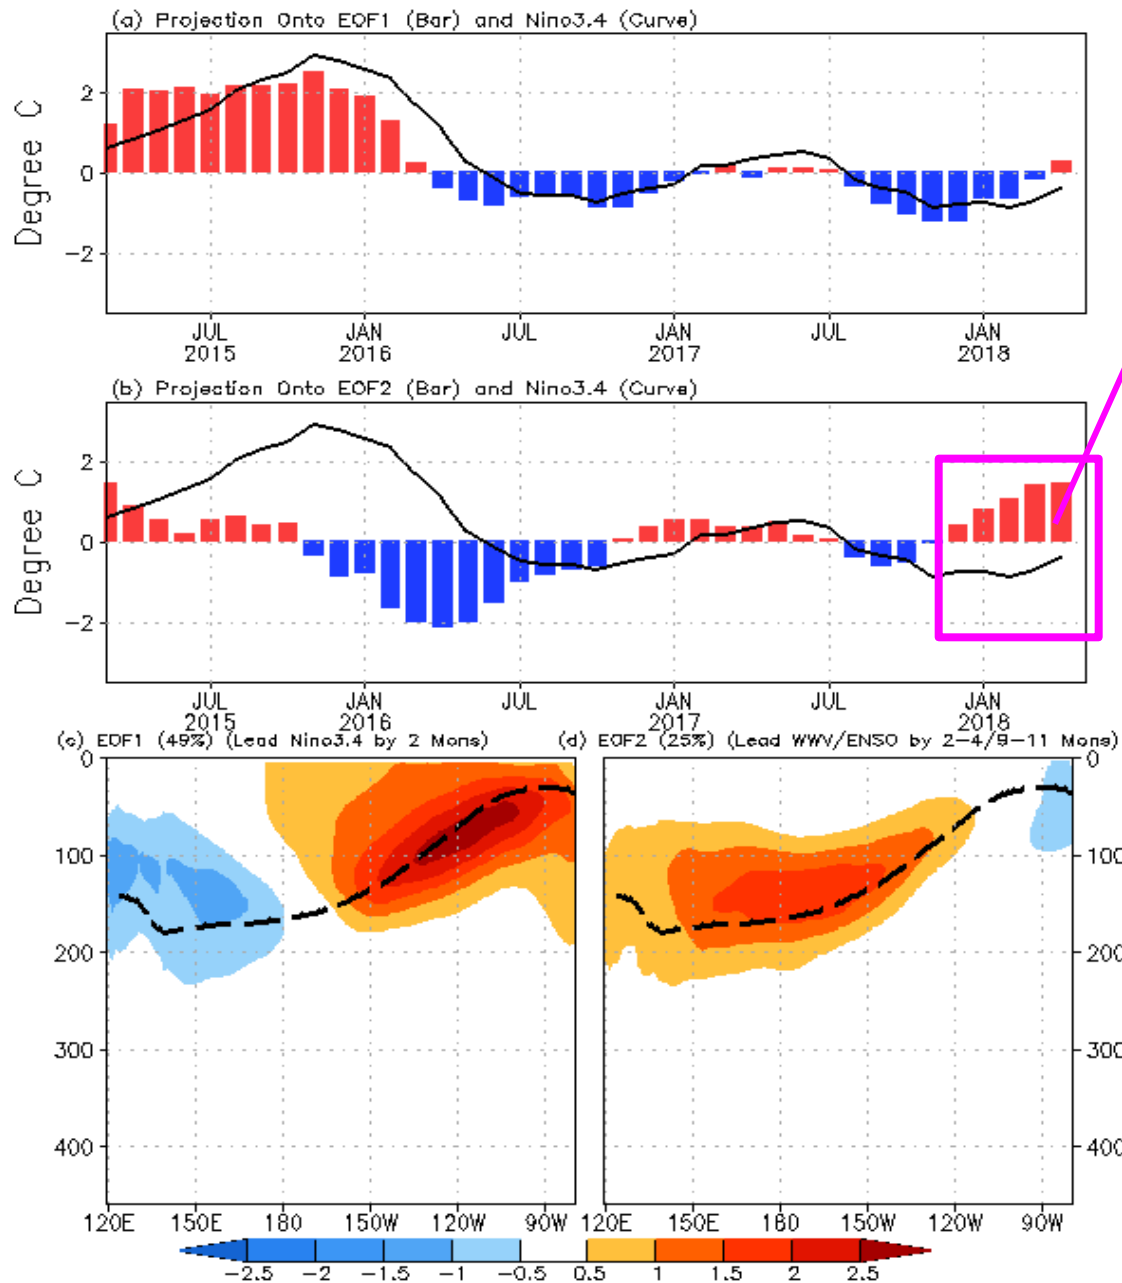 (a) Projection Onto EOF1 (Bar) and Nino3.4 (Curve)
Degree C
2
0
-2
JUL JAN JUL JAN JUL JAN
2015 2016 2017 2018
(b) Projection Onto EOF2 (Bar) and Nino3.4 (Curve)
Degree C
2
0
-2
JUL JAN JUL JAN JUL JAN
2015 2016 2017 2018
(c) EOF1 (49%) (Lead Nino3.4 by 2 Mons)
(d) EOF2 (25%) (Lead WWV/ENSO by 2-4/9-11 Mons)
0 0
100 100
200 200
300 300
400 400
120E 150E 180 150W 120W 90W 120E 150E 180 150W 120W 90W
-2.5 -2 -1.5 -1 -0.5 0.5 1 1.5 2 2.5